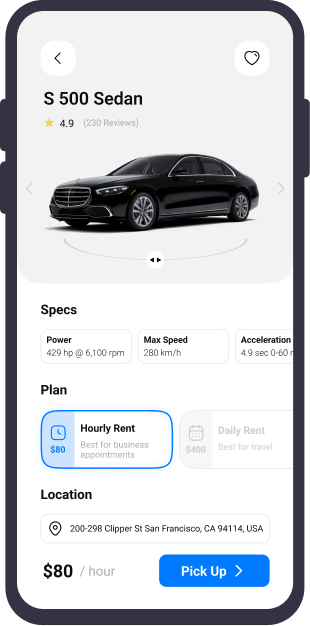 S 500 Sedan
4.9 (230 Reviews)
Specs
Power Max Speed Acceleration
429 hp @ 6,100 rpm 280 km/h 4.9 sec 0-60
Plan
Hourly Rent
Best for business
appointments
$80
Daily Rent
Best for travel
$400
Location
200-298 Clipper St San Francisco, CA 94114, USA
$80 / hour Pick Up